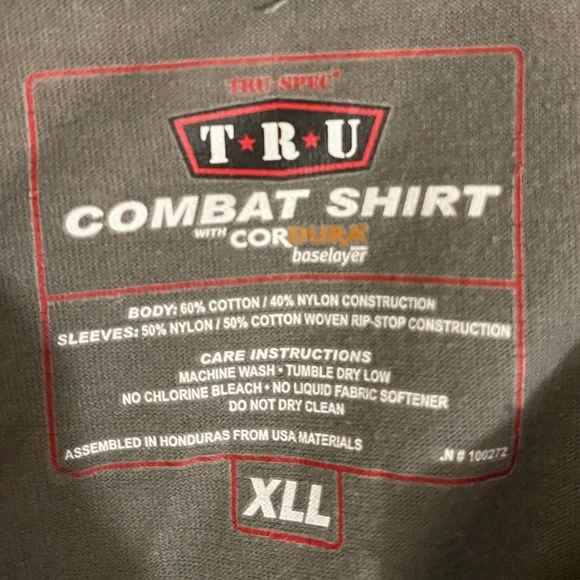 TRU-SPEC®
T★R★U
COMBAT SHIRT
WITH CORDURA
baselayer
BODY: 60% COTTON / 40% NYLON CONSTRUCTION
SLEEVES: 50% NYLON / 50% COTTON WOVEN RIP-STOP CONSTRUCTION
CARE INSTRUCTIONS
MACHINE WASH • TUMBLE DRY LOW
NO CHLORINE BLEACH • NO LIQUID FABRIC SOFTENER
DO NOT DRY CLEAN
ASSEMBLED IN HONDURAS FROM USA MATERIALS
.N # 100272
XLL